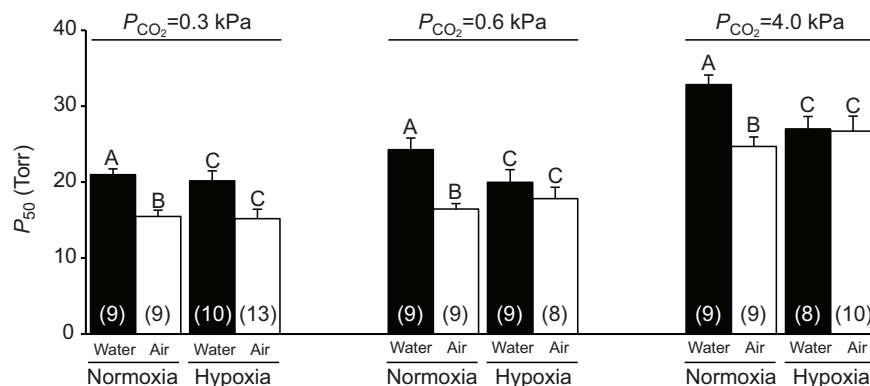 P50 (Torr)
40
30
20
10
0
PCO2=0.3 kPa
A
B
C
C
(9)
(9)
(10)
(13)
Water Air Water Air
Normoxia Hypoxia
PCO2=0.6 kPa
A
B
C
C
(9)
(9)
(9)
(8)
Water Air Water Air
Normoxia Hypoxia
PCO2=4.0 kPa
A
B
C
C
(9)
(9)
(8)
(10)
Water Air Water Air
Normoxia Hypoxia